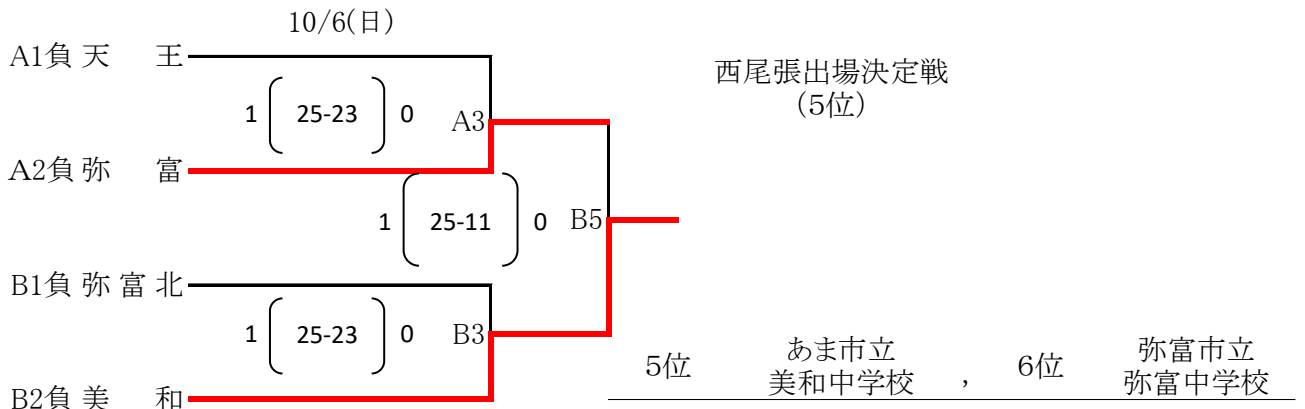 10/6(日)
A1負 天 王
西尾張出場決定戦
(5位)
1 25-23 0 A3
A2負 弥 富
1 25-11 0 B5
B1負 弥 富 北
1 25-23 0 B3
5位 あま市立 美和中学校 , 6位 弥富市立 弥富中学校
B2負 美 和